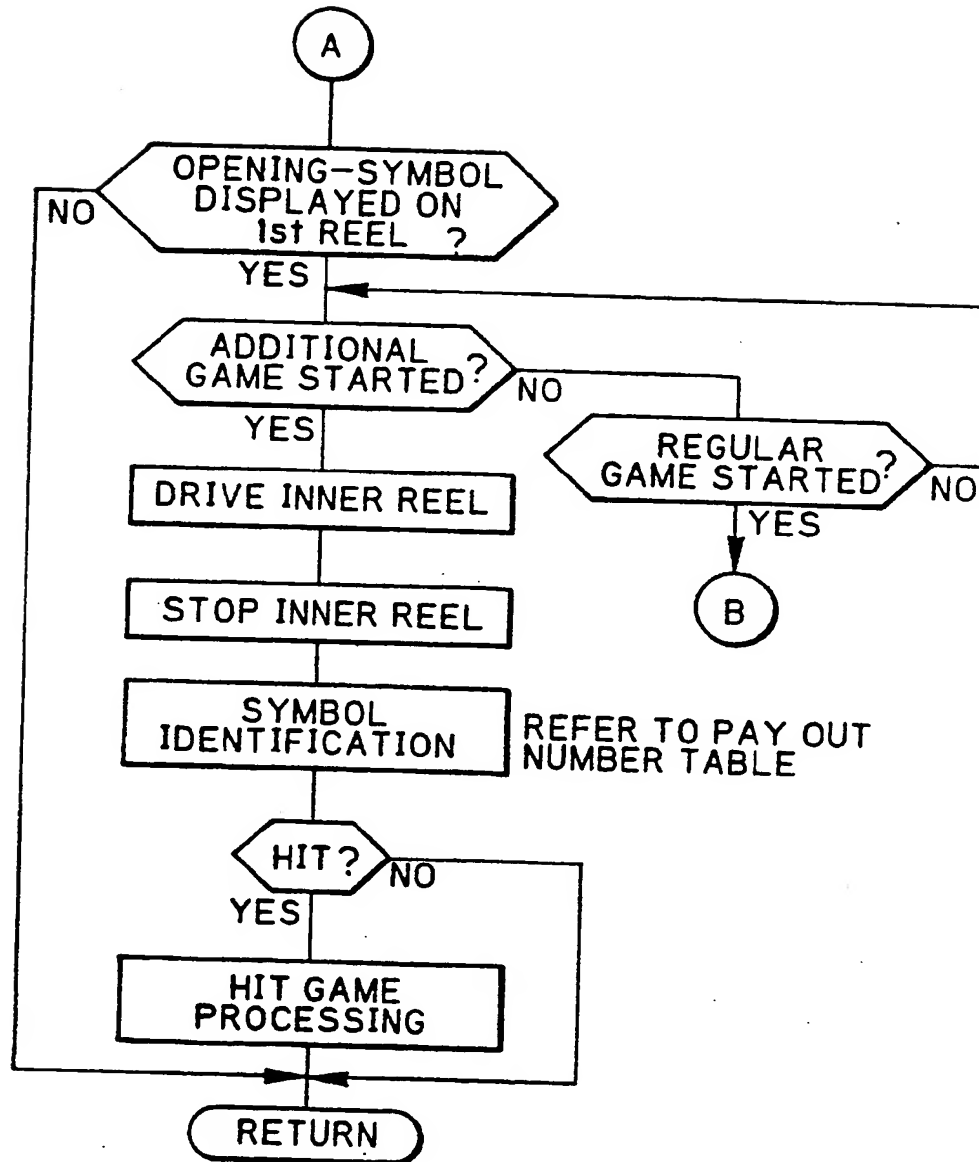 A
OPENING-SYMBOL
DISPLAYED ON
1st REEL ?
NO
YES
ADDITIONAL
GAME STARTED?
NO
YES
REGULAR
GAME STARTED?
NO
YES
DRIVE INNER REEL
STOP INNER REEL
B
SYMBOL
IDENTIFICATION
REFER TO PAY OUT
NUMBER TABLE
HIT?
NO
YES
HIT GAME
PROCESSING
RETURN